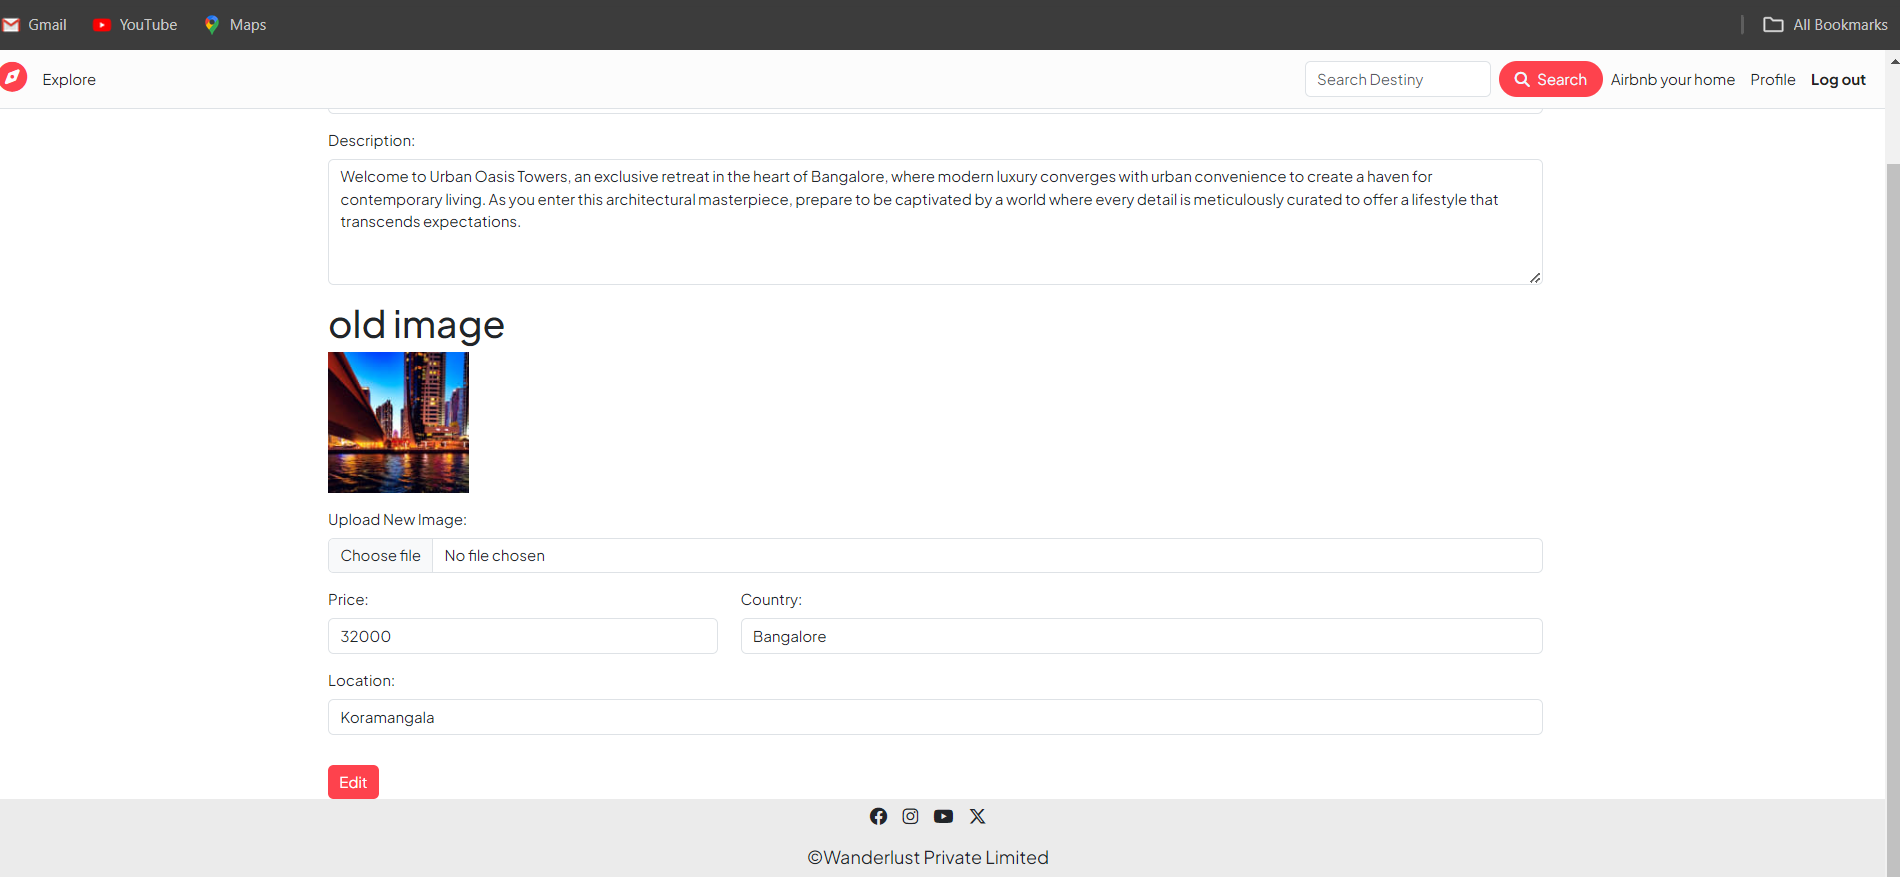 Gmail YouTube Maps All Bookmarks
Explore Search Destiny Search Airbnb your home Profile Log out
Description:
Welcome to Urban Oasis Towers, an exclusive retreat in the heart of Bangalore, where modern luxury converges with urban convenience to create a haven for
contemporary living. As you enter this architectural masterpiece, prepare to be captivated by a world where every detail is meticulously curated to offer a lifestyle that
transcends expectations.
old image
Upload New Image:
Choose file No file chosen
Price: Country:
32000 Bangalore
Location:
Koramangala
Edit
©Wanderlust Private Limited